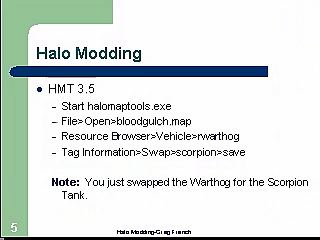 Halo Modding
HMT 3.5
– Start halomaptools.exe
– File>Open>bloodgulch.map
– Resource Browser>Vehicle>rwarthog
– Tag Information>Swap>scorpion>save
Note: You just swapped the Warthog for the Scorpion
Tank.
5
Halo Modding-Greg French